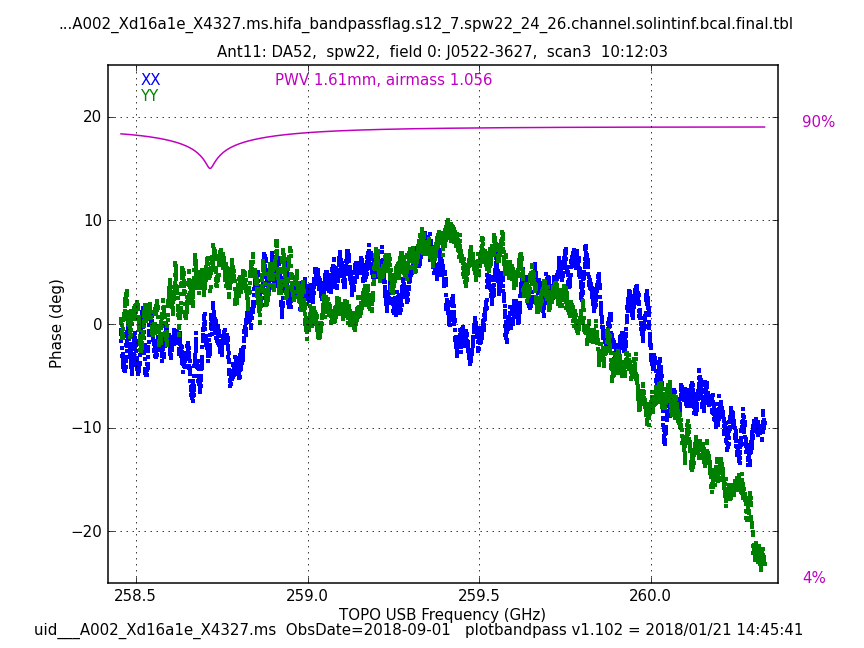 ...A002_Xd16a1e_X4327.ms.hifa_bandpassflag.s12_7.spw22_24_26.channel.solintinf.bcal.final.tbl
Ant11: DA52, spw22, field 0: J0522-3627, scan3 10:12:03
XX
PWV 1.61mm, airmass 1.056
YY
90%
20
10
0
−10
−20
Phase (deg)
4%
258.5
259.0
259.5
260.0
TOPO USB Frequency (GHz)
uid___A002_Xd16a1e_X4327.ms ObsDate=2018-09-01 plotbandpass v1.102 = 2018/01/21 14:45:41